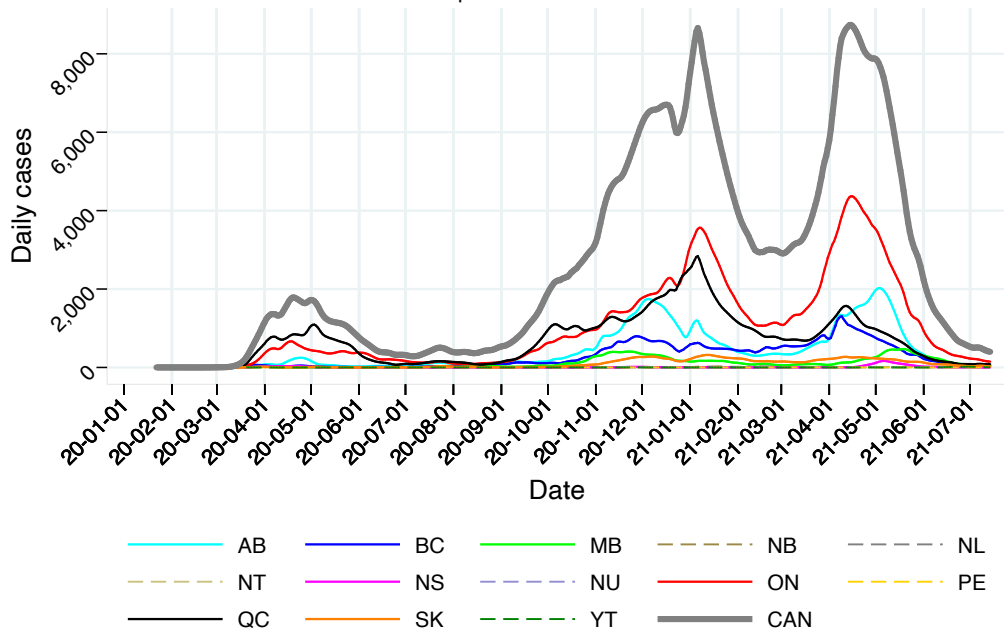 Daily cases
8,000
6,000
4,000
2,000
0
20-01-01 20-02-01 20-03-01 20-04-01 20-05-01 20-06-01 20-07-01 20-08-01 20-09-01 20-10-01 20-11-01 20-12-01 21-01-01 21-02-01 21-03-01 21-04-01 21-05-01 21-06-01 21-07-01
Date
AB BC MB NB NL
NT NS NU ON PE
QC SK YT CAN